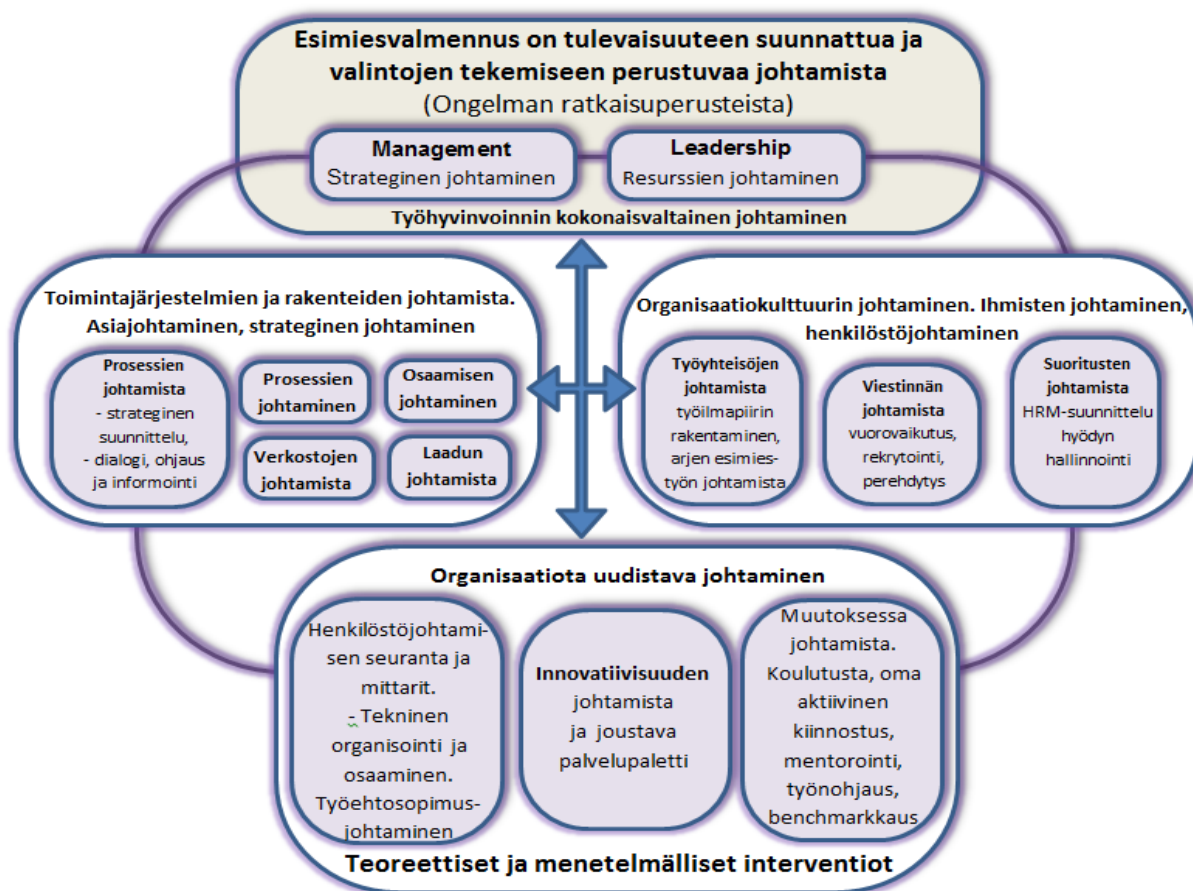 Esimiesvalmennus on tulevaisuuteen suunnattua ja
valintojen tekemiseen perustuvaa johtamista
(Ongelman ratkaisuperusteista)
Management
Strateginen johtaminen
Leadership
Resurssien johtaminen
Työhyvinvoinnin kokonaisvaltainen johtaminen
Toimintajärjestelmien ja rakenteiden johtamista.
Asiajohtaminen, strateginen johtaminen
Prosessien
johtamista
- strateginen
suunnittelu,
- dialogi, ohjaus
ja informointi
Prosessien
johtaminen
Osaamisen
johtaminen
Verkostojen
johtamista
Laadun
johtamista
Organisaatiokulttuurin johtaminen. Ihmisten johtaminen,
henkilöstöjohtaminen
Työyhteisöjen
johtamista
työilmapiirin
rakentaminen,
arjen esimies-
työn johtamista
Viestinnän
johtamista
vuorovaikutus,
rekrytointi,
perehdytys
Suoritusten
johtamista
HRM-suunnittelu
hyödyn
hallinnointi
Organisaatiota uudistava johtaminen
Henkilöstöjohtami-
sen seuranta ja
mittarit.
- Tekninen
organisointi ja
osaaminen.
Työehtosopimus-
johtaminen
Innovatiivisuuden
johtamista
ja joustava
palvelupaletti
Muutoksessa
johtamista.
Koulutusta, oma
aktiivinen
kiinnostus,
mentorointi,
työnohjaus,
benchmarkkaus
Teoreettiset ja menetelmälliset interventiot